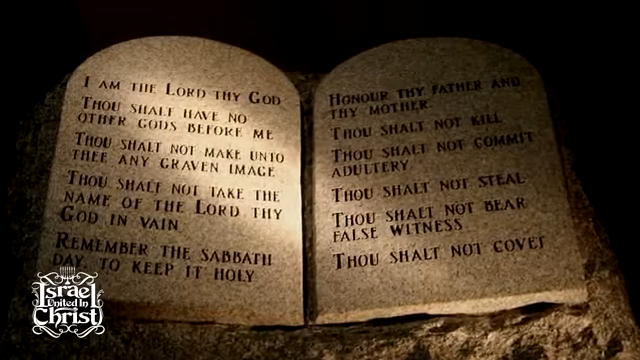 I AM THE LORD THY GOD
THOU SHALT HAVE NO
OTHER GODS BEFORE ME
THOU SHALT NOT MAKE UNTO
THEE ANY GRAVEN IMAGE
THOU SHALT NOT TAKE THE
NAME OF THE LORD THY
GOD IN VAIN
REMEMBER THE SABBATH
DAY, TO KEEP IT HOLY
HONOUR THY FATHER AND
THY MOTHER.
THOU SHALT NOT KILL
THOU SHALT NOT COMMIT
ADULTERY
THOU SHALT NOT STEAL
THOU SHALT NOT BEAR
FALSE WITNESS
THOU SHALT NOT COVET
Israel
United In
Christ